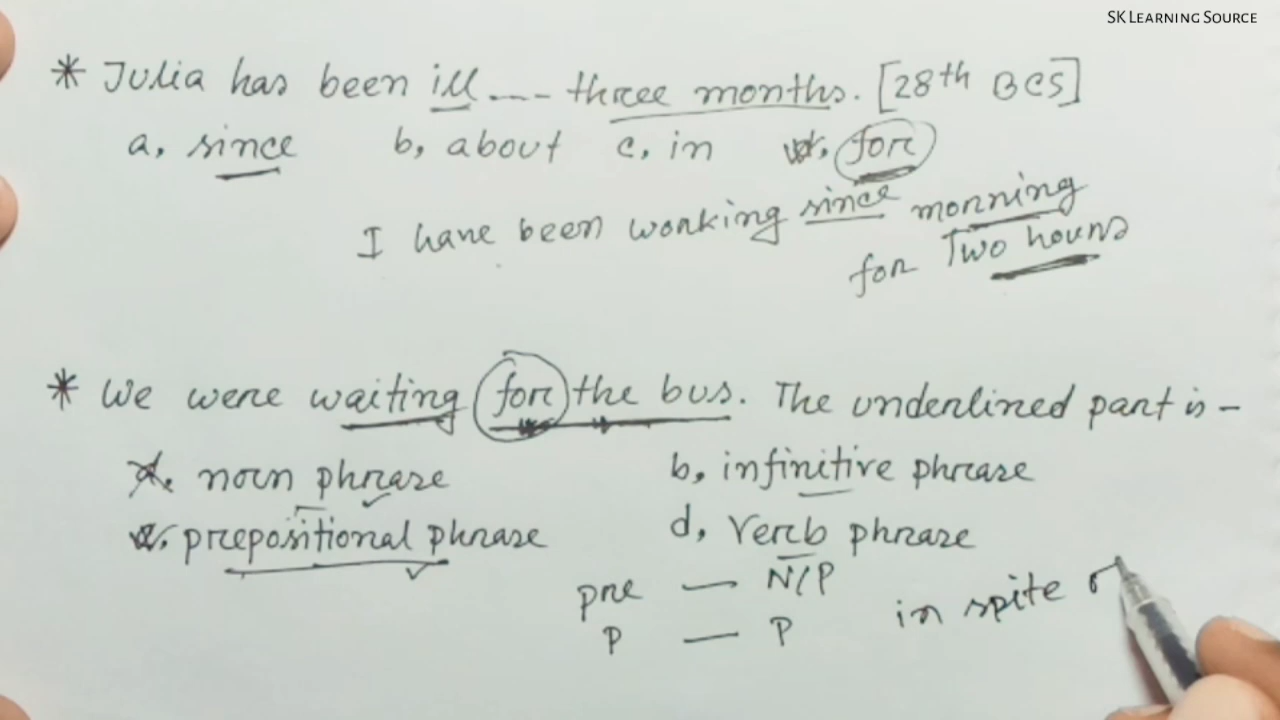 SK LEARNING SOURCE
* Julia has been ill ---- three months. [28th BCS]
a, since b, about c, in d, for
I have been working since morning
for Two hours
* We were waiting for the bus. The underlined part is -
a. noun phrase b, infinitive phrase
c. prepositional phrase d, Verb phrase
pre — N/P in spite o
P — P